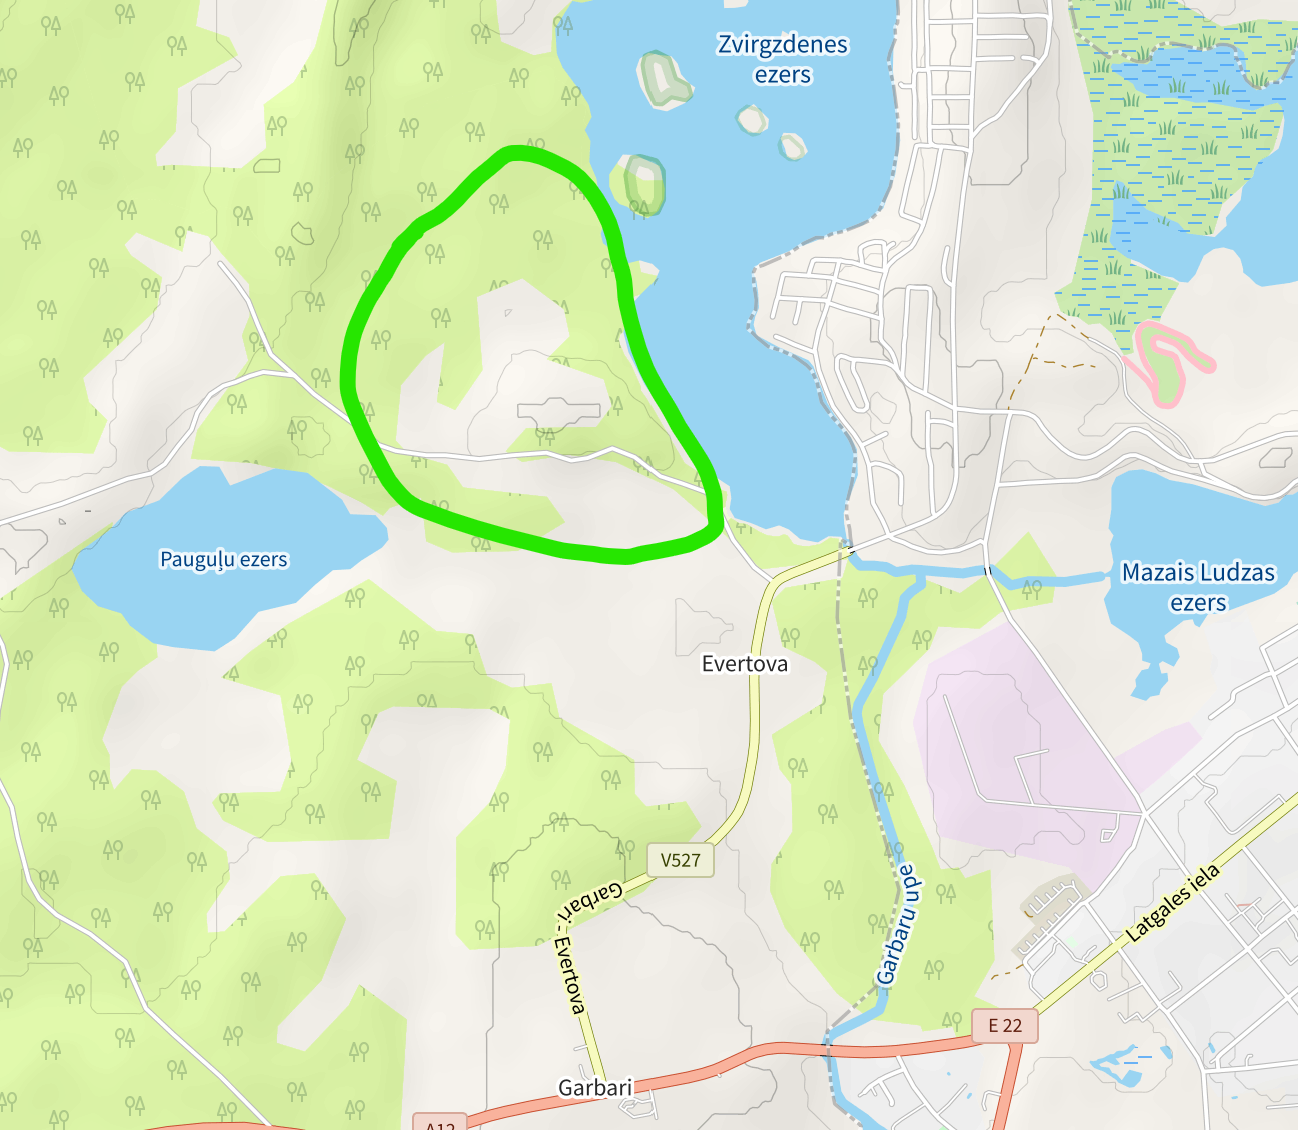 Zvirgzdenes
ezers
Pauguļu ezers
Mazais Ludzas
ezers
Evertova
V527
Garbari - Evertova
Garbaru upe
Latgales iela
E 22
Garbari
A12